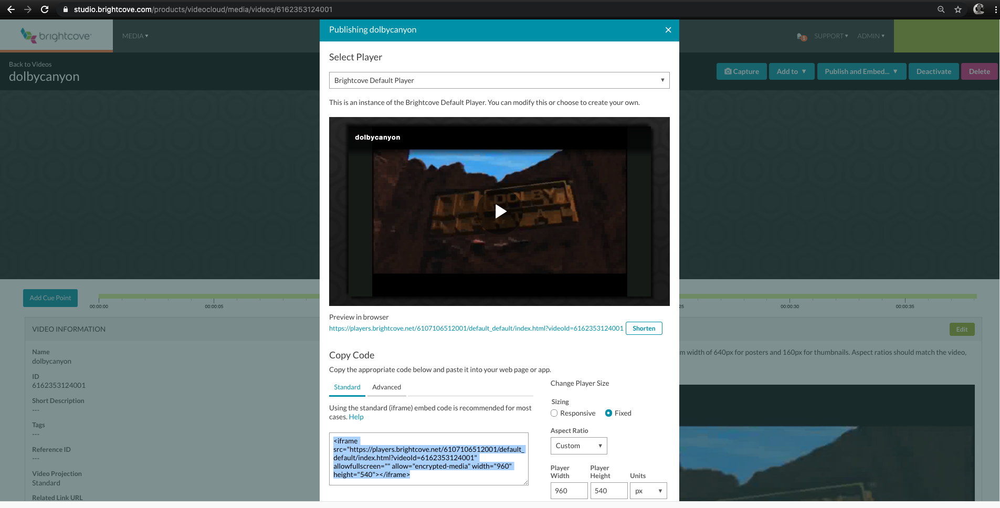 studio.brightcove.com/products/videocloud/media/videos/6162353124001
brightcove
MEDIA
1
SUPPORT
ADMIN
Back to Videos
dolbycanyon
Capture
Add to
Publish and Embed...
Deactivate
Delete
Publishing dolbycanyon
Select Player
Brightcove Default Player
This is an instance of the Brightcove Default Player. You can modify this or choose to create your own.
dolbycanyon
DOLBY
Preview in browser
https://players.brightcove.net/6107106512001/default_default/index.html?videoId=6162353124001
Shorten
Copy Code
Copy the appropriate code below and paste it into your web page or app.
Standard
Advanced
Using the standard (iframe) embed code is recommended for most
cases. Help
<iframe
src="https://players.brightcove.net/6107106512001/default_
default/index.html?videoId=6162353124001"
allowfullscreen="" allow="encrypted-media" width="960"
height="540"></iframe>
Change Player Size
Sizing
Responsive
Fixed
Aspect Ratio
Custom
Player
Width
Player
Height
Units
960
540
px
Add Cue Point
00:00:00
00:00:05
25
00:00:30
00:00:35
VIDEO INFORMATION
Edit
Name
dolbycanyon
ID
6162353124001
Short Description
---
Tags
---
Reference ID
---
Video Projection
Standard
Related Link URL
m width of 640px for posters and 160px for thumbnails. Aspect ratios should match the video,